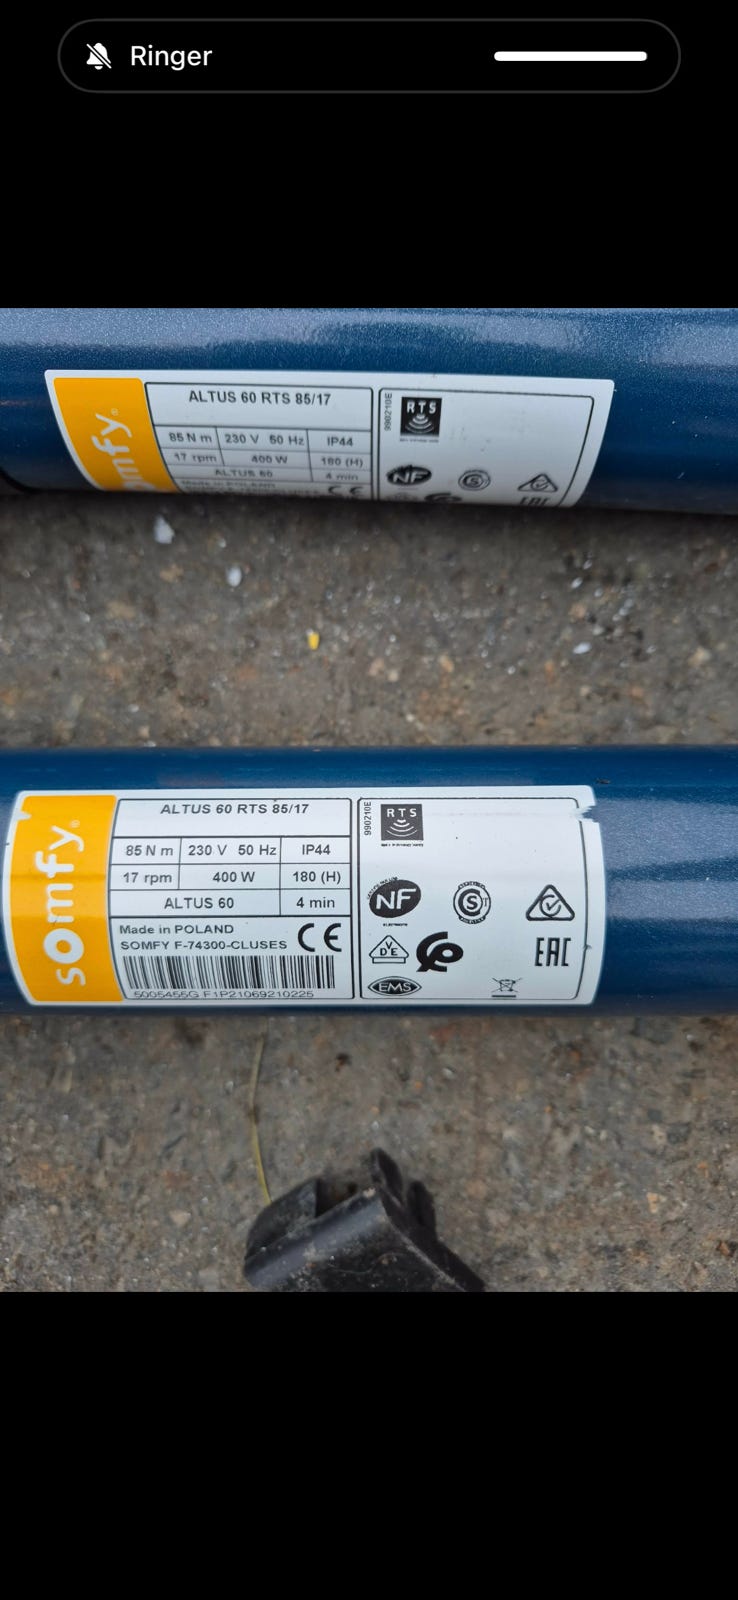 Ringer
ALTUS 60 RTS 85/17
85 N m 230 V 50 Hz IP44
17 rpm 400 W 180 (H)
ALTUS 60 4 min
Made in POLAND
990210E
RTS
NF
S
EAC
somfy®
ALTUS 60 RTS 85/17
85 N m 230 V 50 Hz IP44
17 rpm 400 W 180 (H)
ALTUS 60 4 min
Made in POLAND
SOMFY F-74300-CLUSES CE
5005455G F1P21069210225
990210E
RTS
NF
S
VDE
EAC
EMS